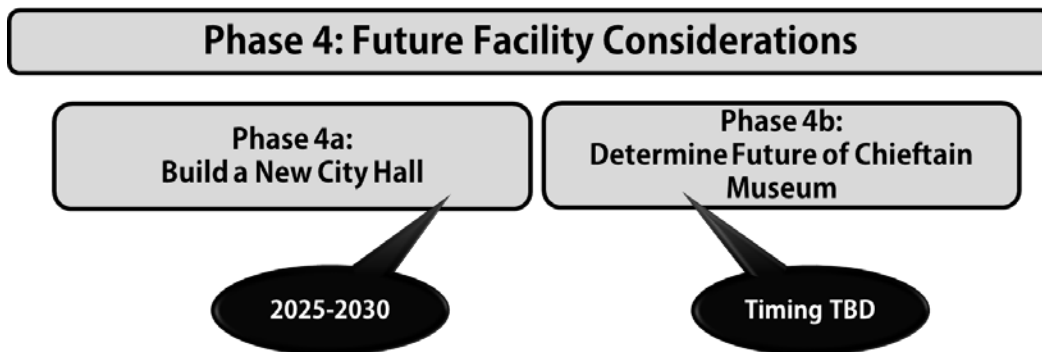 Phase 4: Future Facility Considerations
Phase 4a:
Build a New City Hall
Phase 4b:
Determine Future of Chieftain
Museum
2025-2030
Timing TBD